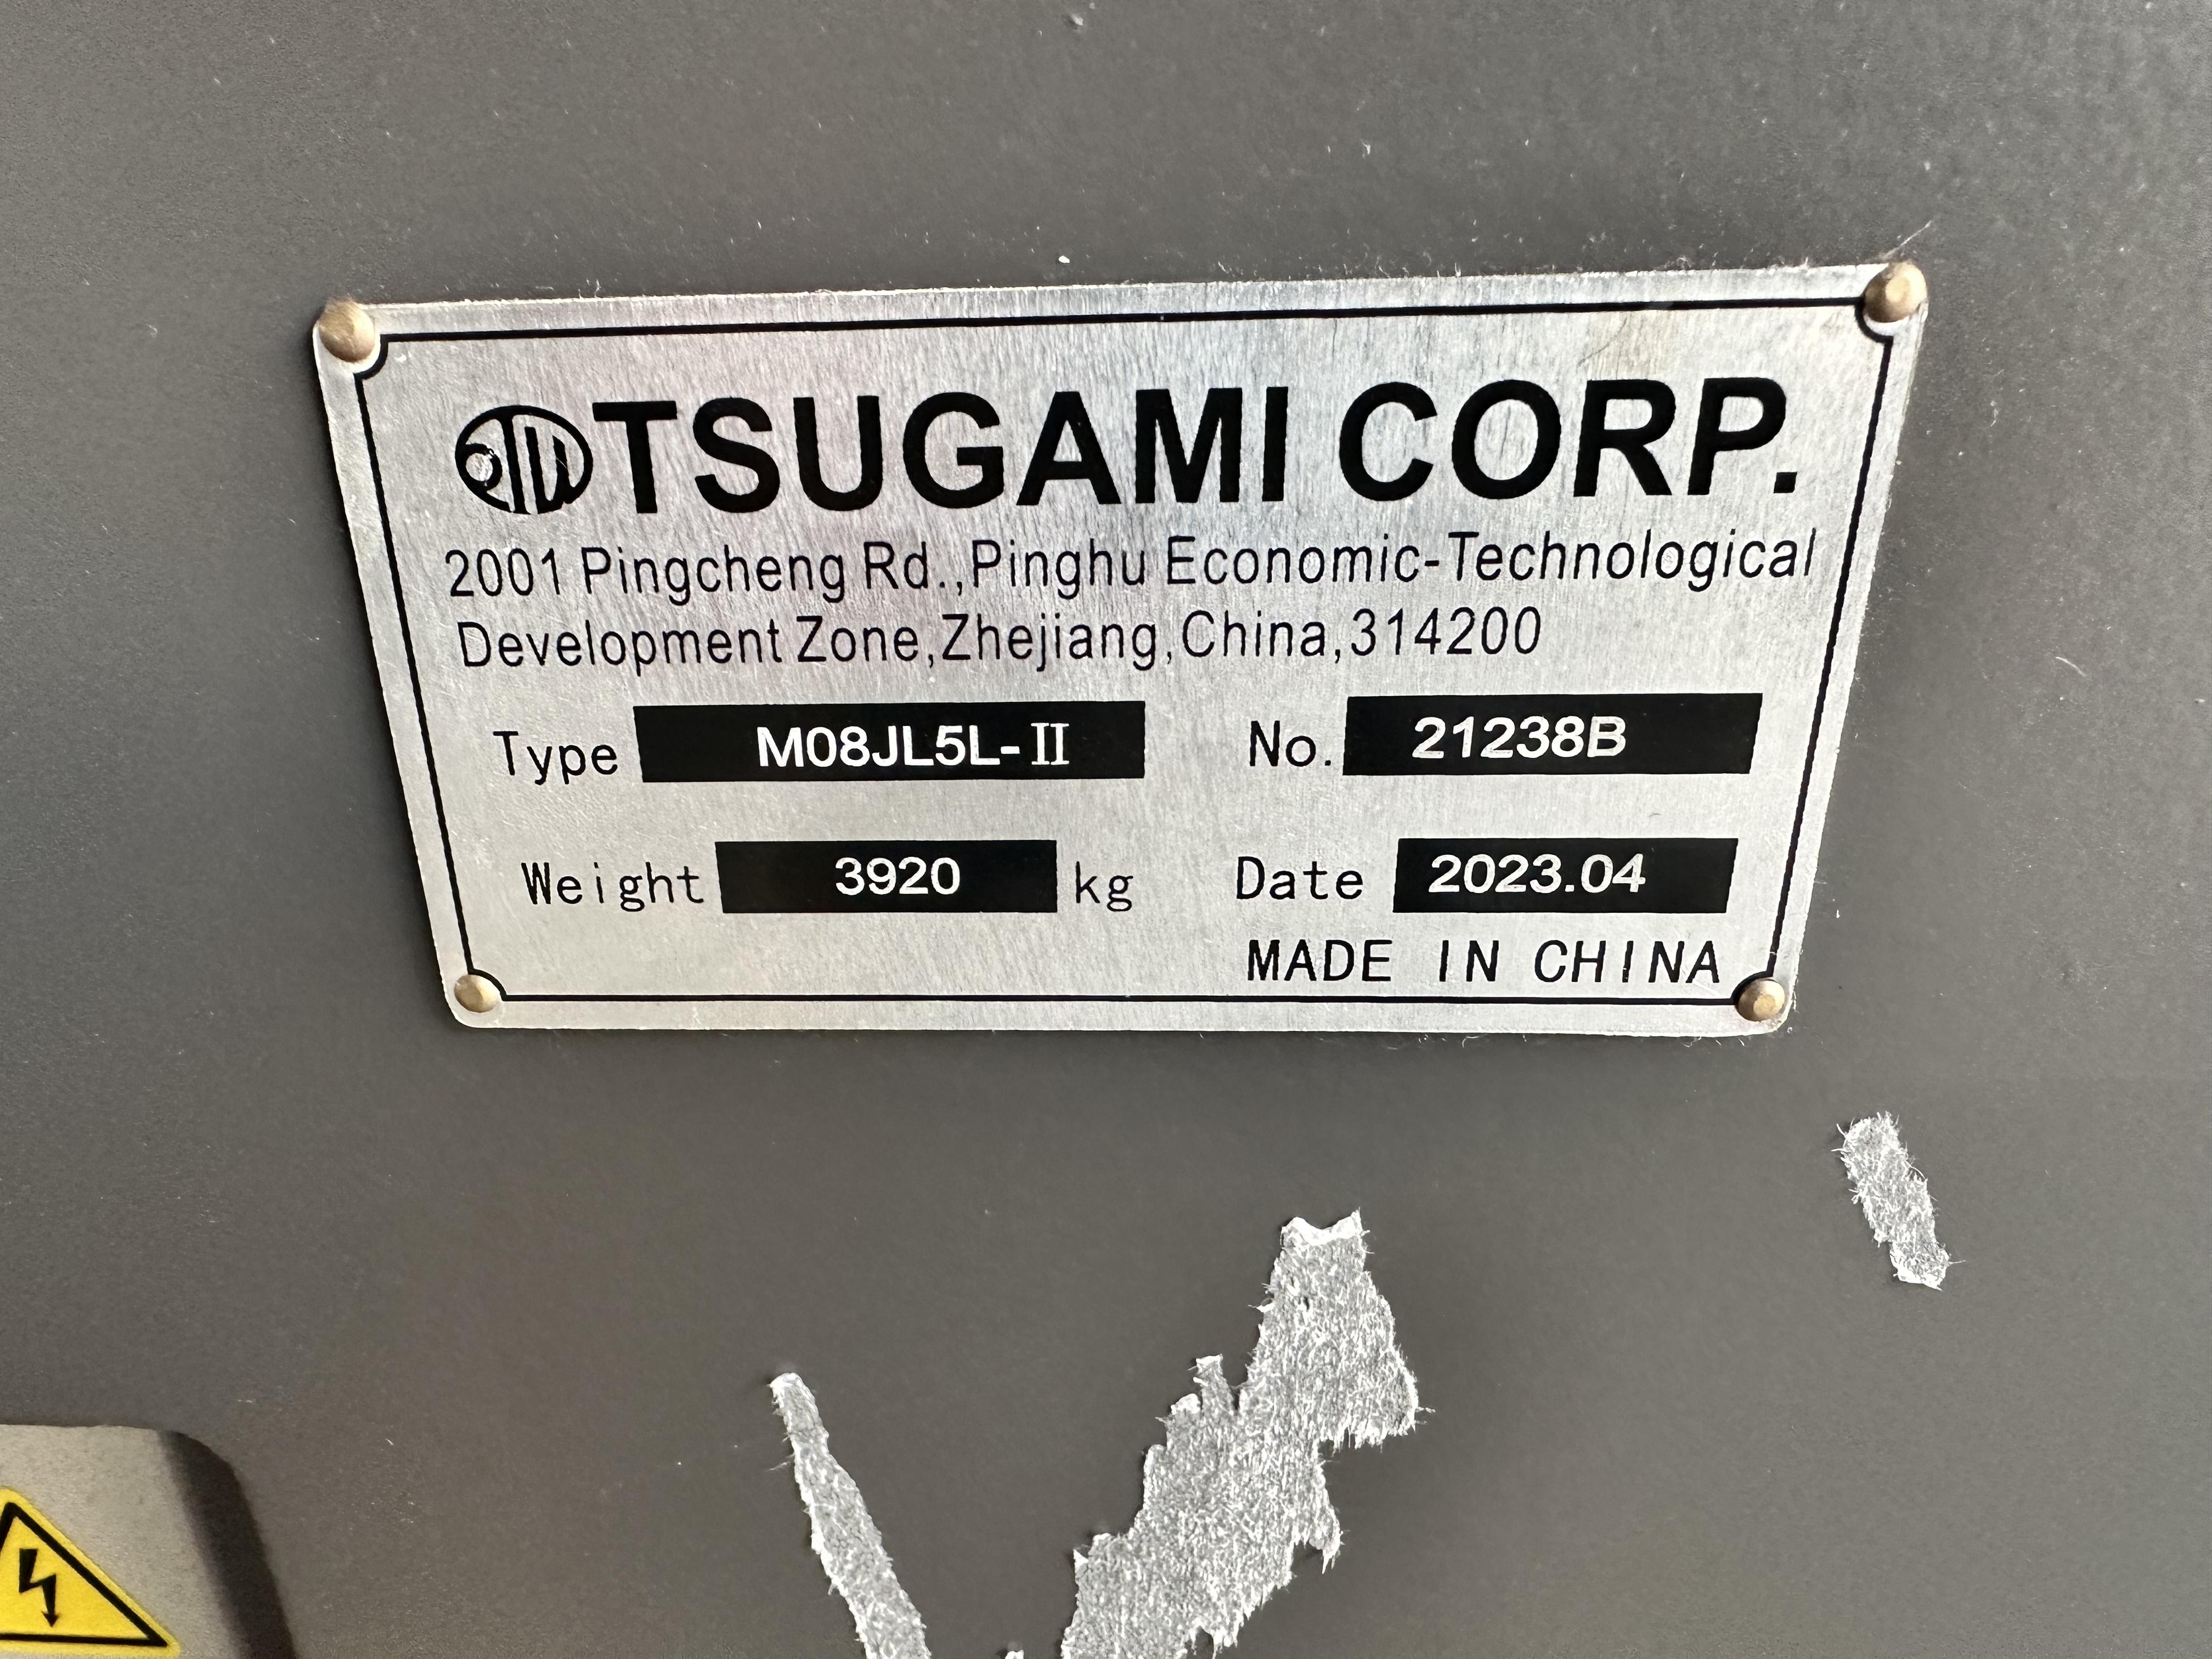 TSUGAMI CORP.
2001 Pingcheng Rd.,Pinghu Economic-Technological
Development Zone,Zhejiang,China,314200
Type M08JL5L-II No. 21238B
Weight 3920 kg Date 2023.04
MADE IN CHINA